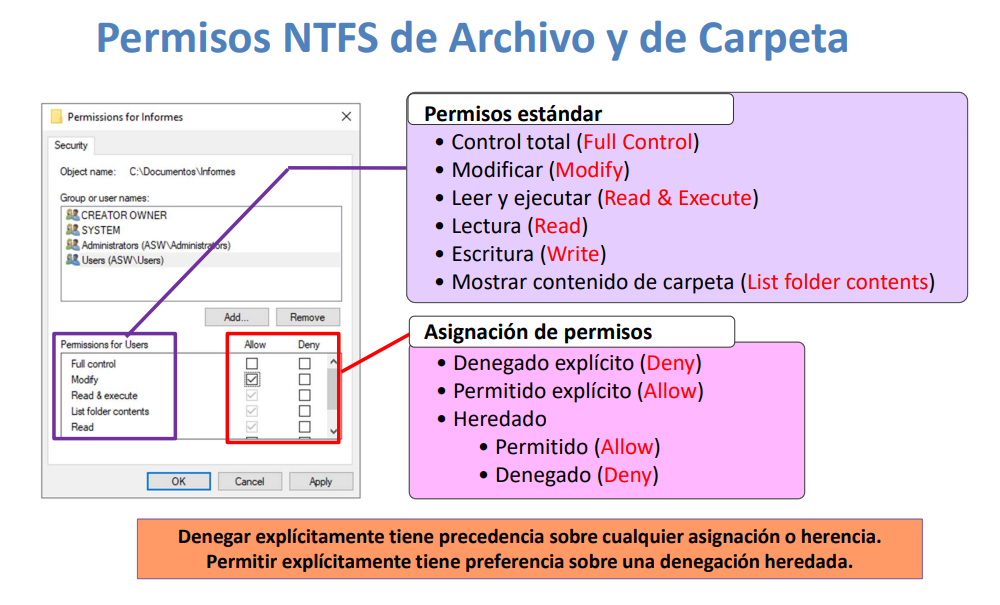 Permisos NTFS de Archivo y de Carpeta
Permissions for Informes
Security
Object name: C:\Documentos\Informes
Group or user names:
CREATOR OWNER
SYSTEM
Administrators (ASW\Administrators)
Users (ASW\Users)
Add... Remove
Permissions for Users Allow Deny
Full control
Modify
Read & execute
List folder contents
Read
OK Cancel Apply
Permisos estándar
• Control total (Full Control)
• Modificar (Modify)
• Leer y ejecutar (Read & Execute)
• Lectura (Read)
• Escritura (Write)
• Mostrar contenido de carpeta (List folder contents)
Asignación de permisos
• Denegado explícito (Deny)
• Permitido explícito (Allow)
• Heredado
• Permitido (Allow)
• Denegado (Deny)
Denegar explícitamente tiene precedencia sobre cualquier asignación o herencia.
Permitir explícitamente tiene preferencia sobre una denegación heredada.